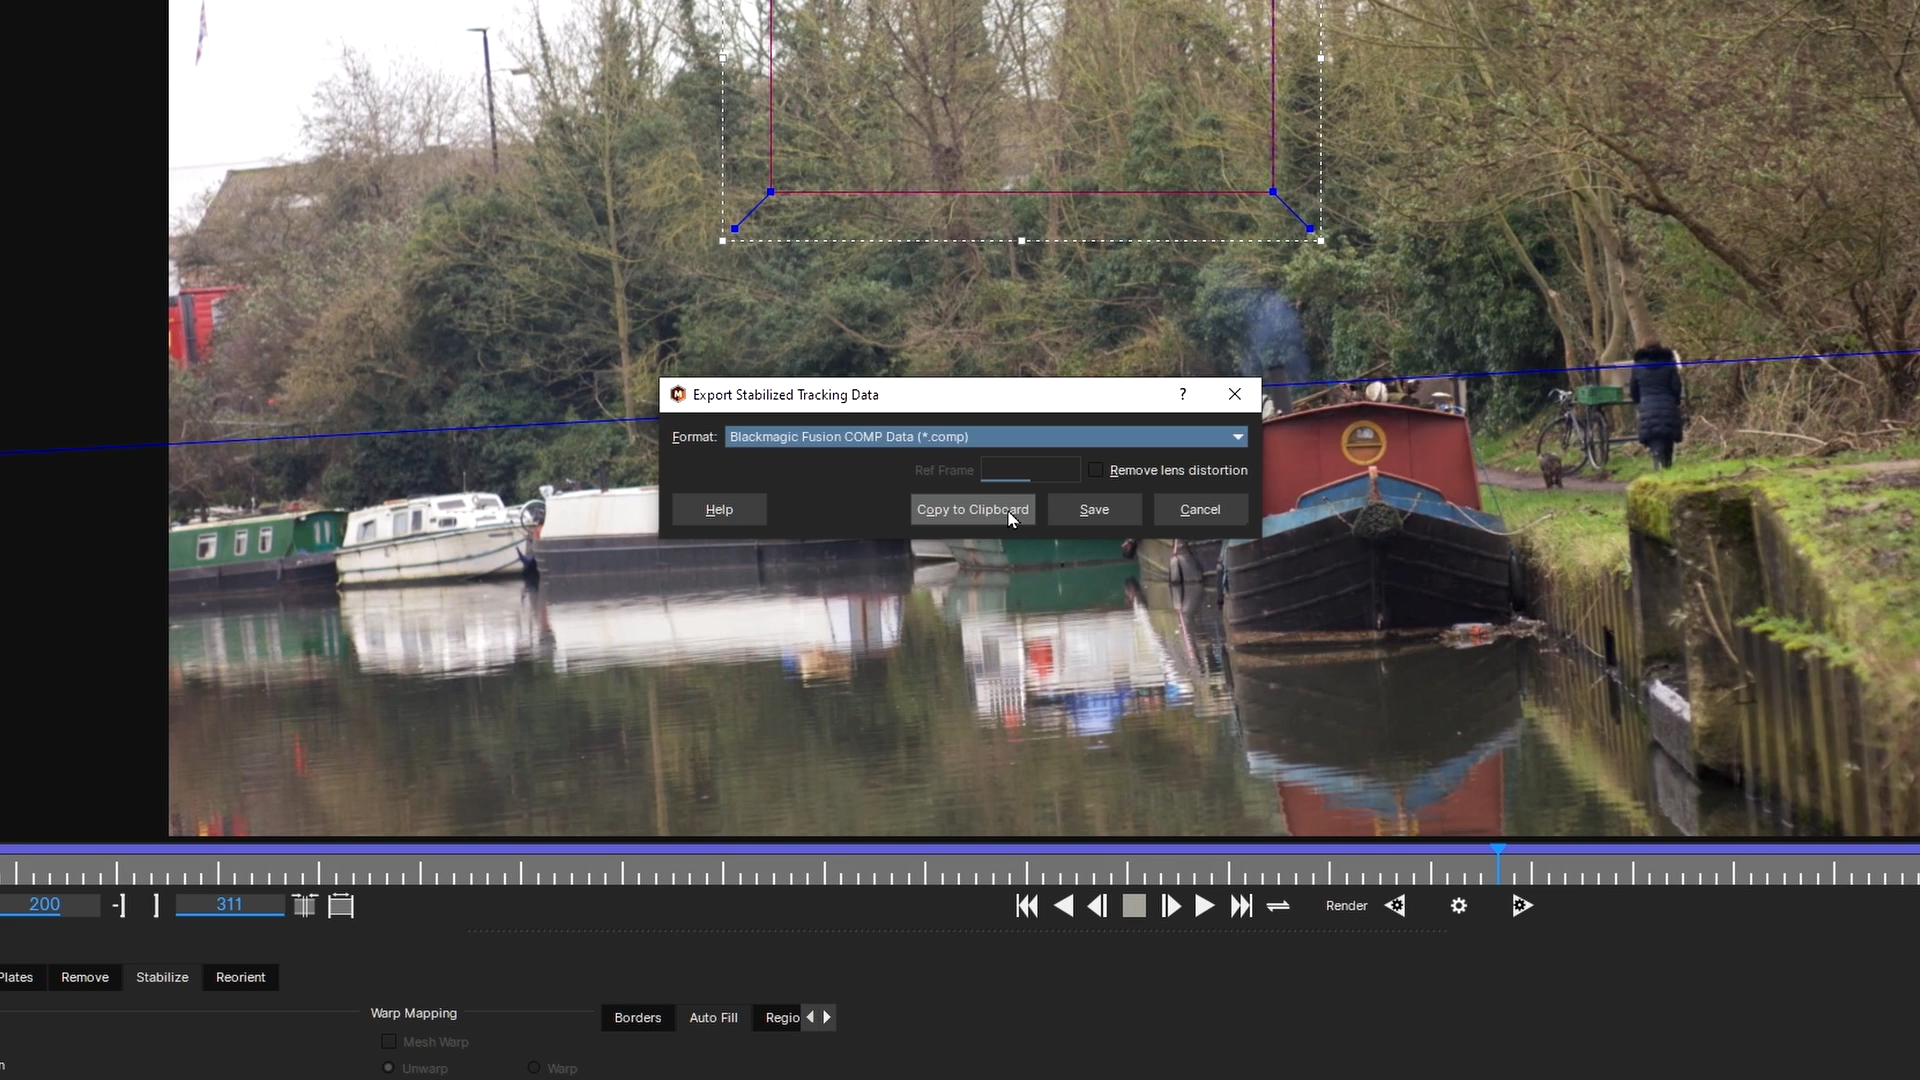 Export Stabilized Tracking Data
?
Format: Blackmagic Fusion COMP Data (*.comp)
Ref Frame
Remove lens distortion
Help
Copy to Clipboard
Save
Cancel
200
311
Render
Plates
Remove
Stabilize
Reorient
Warp Mapping
Borders
Auto Fill
Regio
Mesh Warp
n
Unwarp
Warp